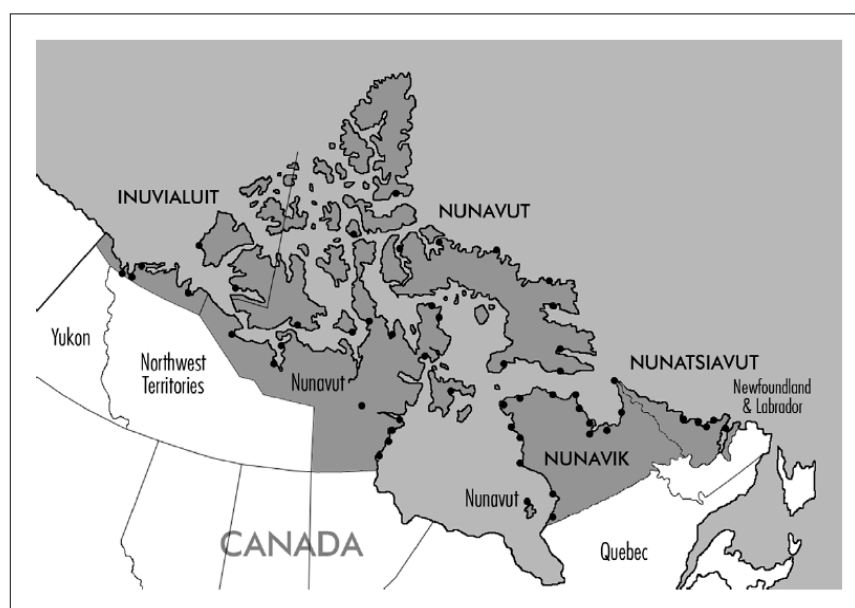 INUVIALUIT
NUNAVUT
Yukon
Northwest
Territories
Nunavut
NUNATSIAVUT
Newfoundland
& Labrador
NUNAVIK
Nunavut
CANADA
Quebec